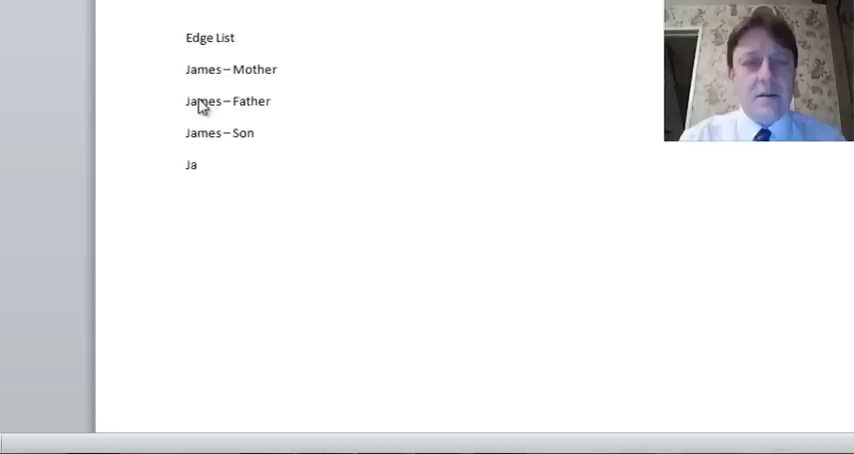 Edge List
James – Mother
James – Father
James – Son
Ja